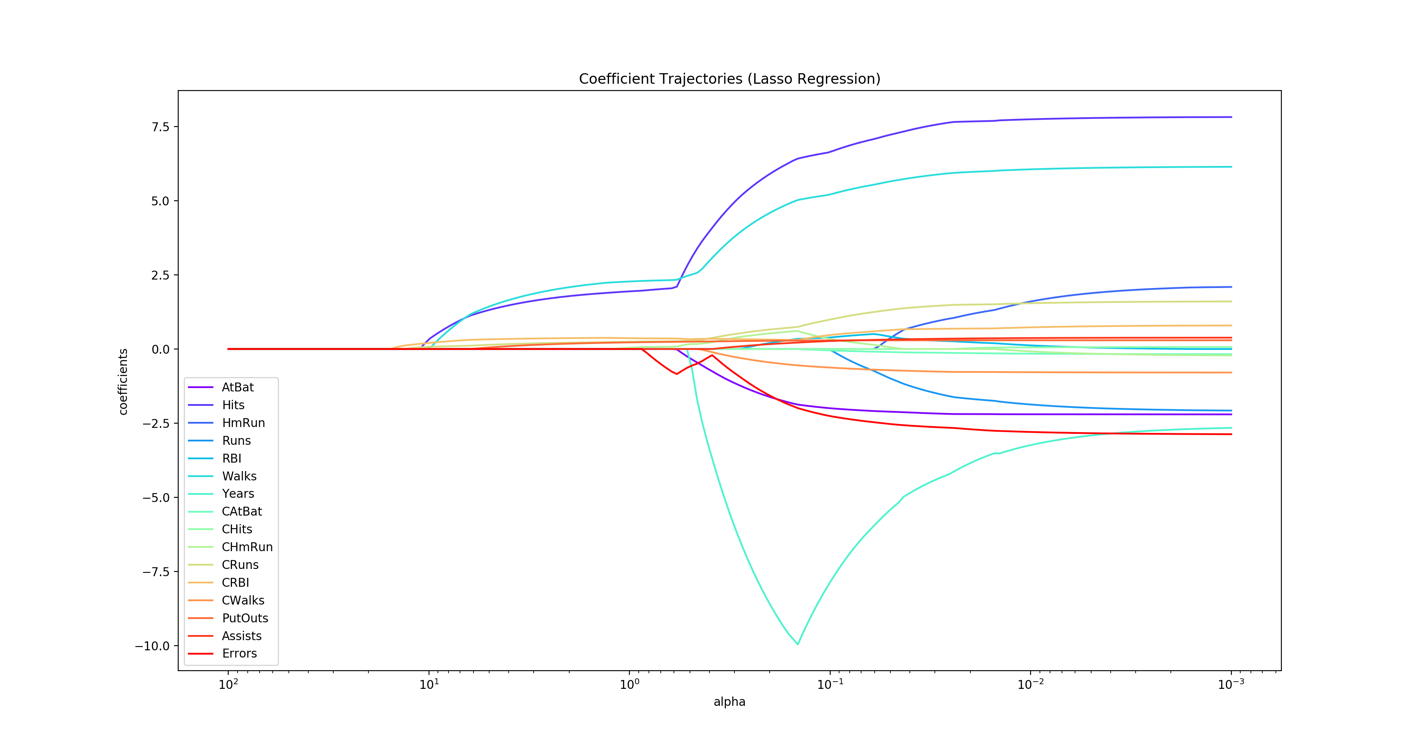 Coefficient Trajectories (Lasso Regression)
7.5
5.0
2.5
0.0
−2.5
−5.0
−7.5
−10.0
coefficients
AtBat
Hits
HmRun
Runs
RBI
Walks
Years
CAtBat
CHits
CHmRun
CRuns
CRBI
CWalks
PutOuts
Assists
Errors
10² 10¹ 10⁰ 10⁻¹ 10⁻² 10⁻³
alpha